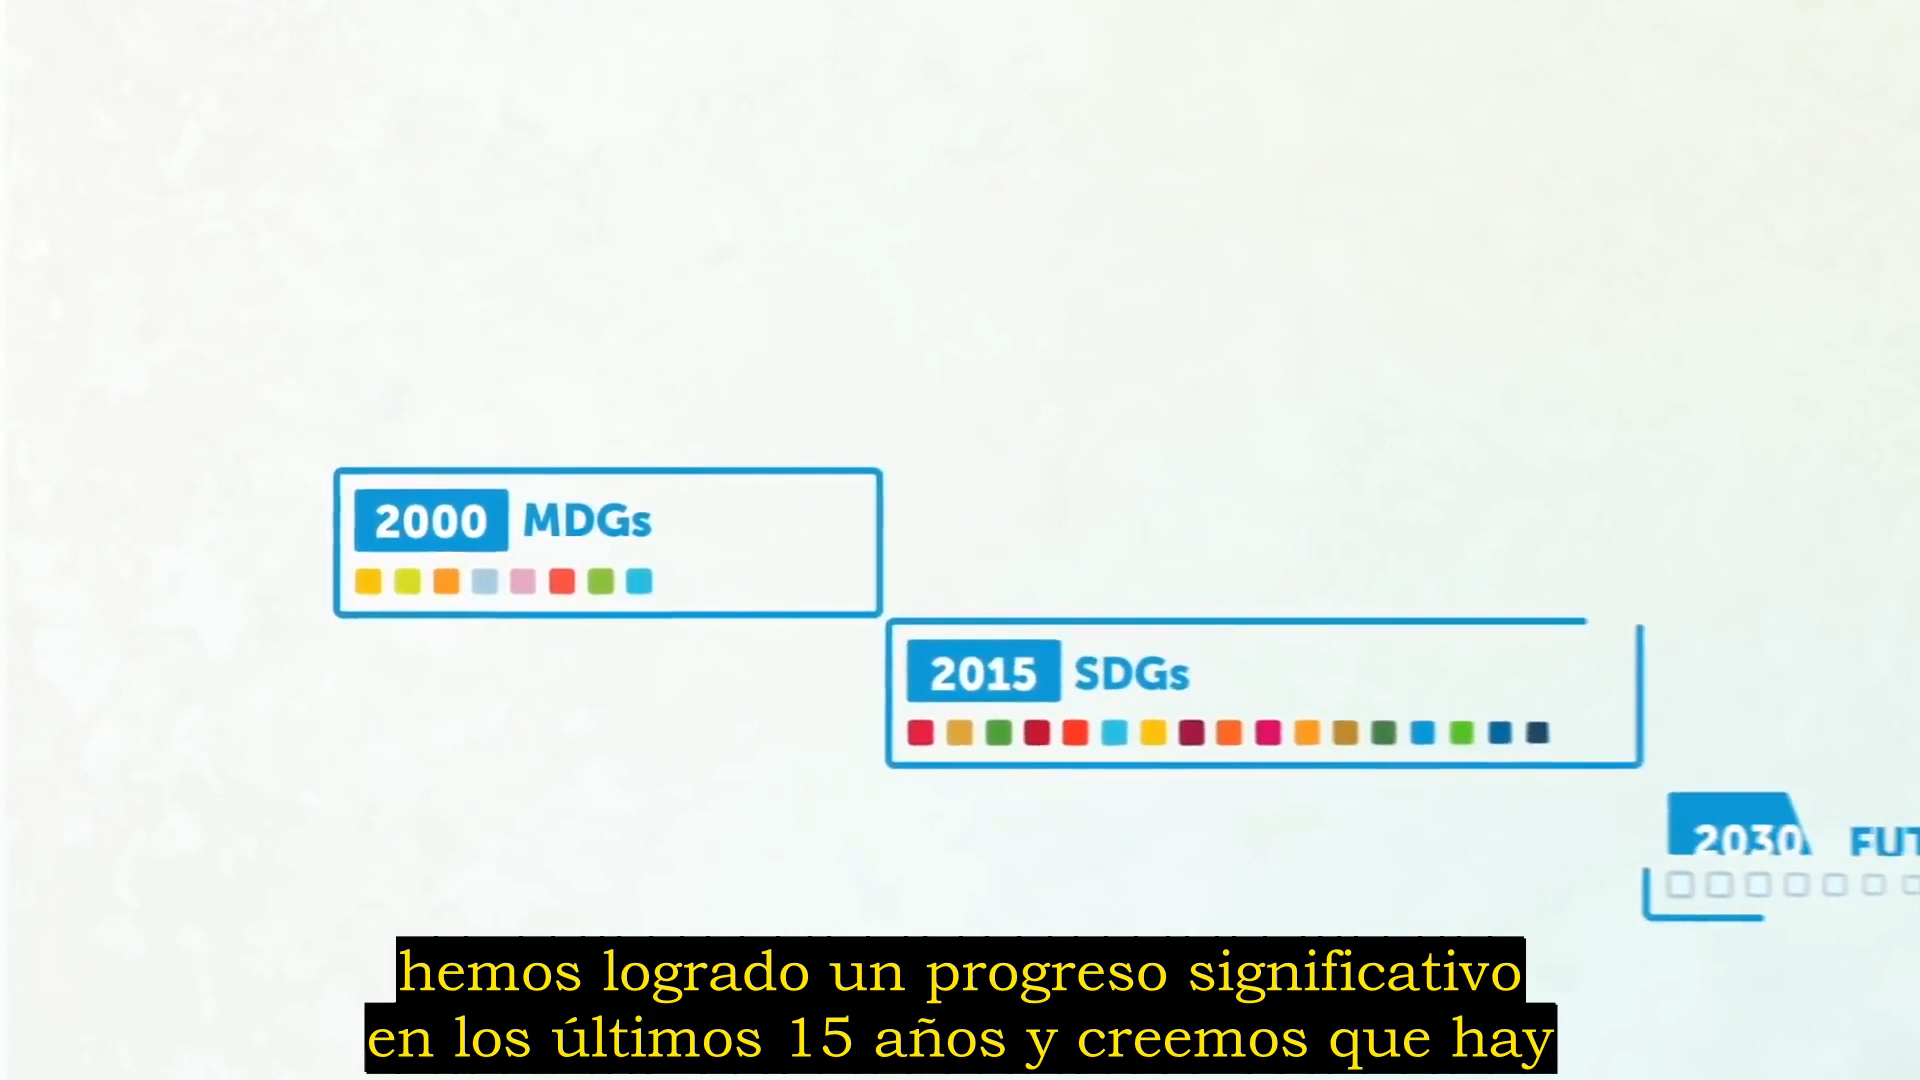 2000 MDGs
2015 SDGs
2030
hemos logrado un progreso significativo
en los últimos 15 años y creemos que hay